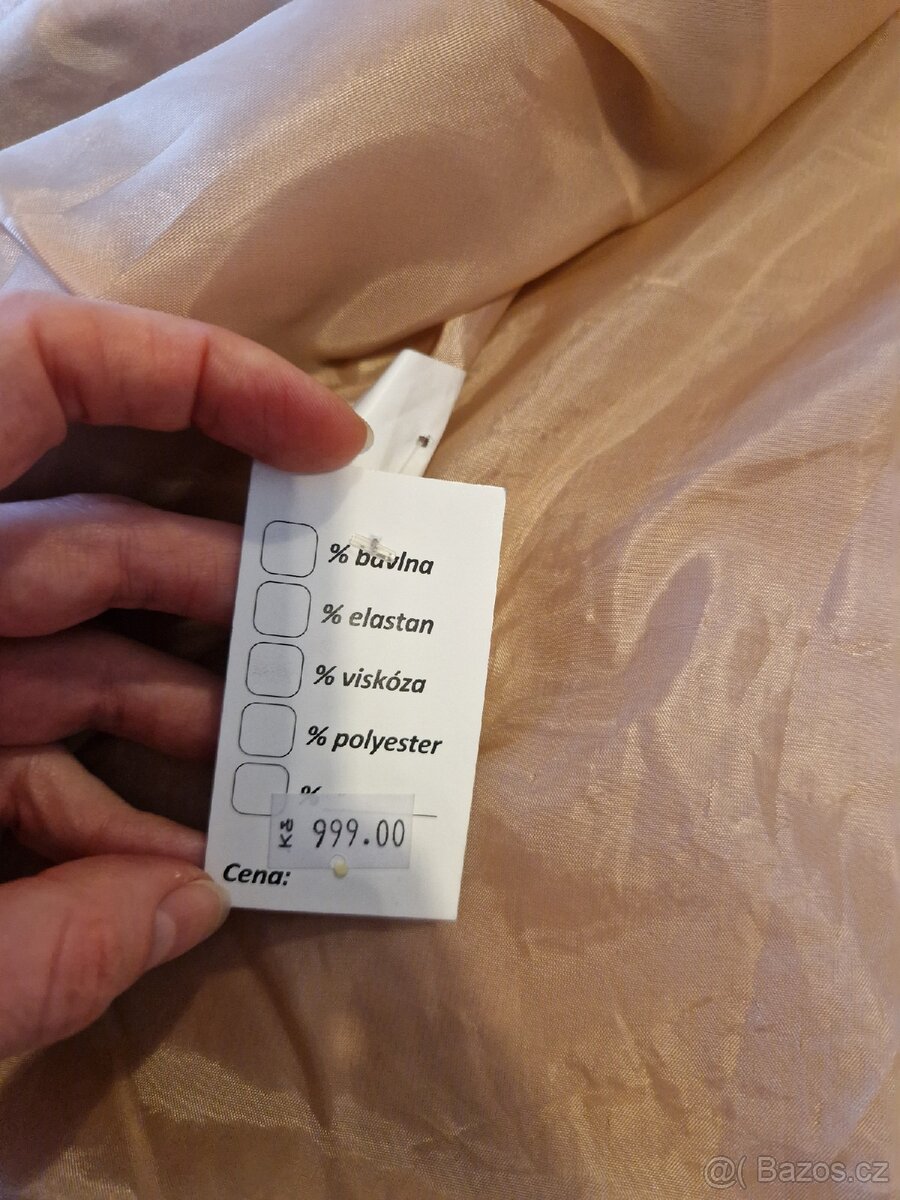 % bavlna
% elastan
% viskóza
% polyester
%
Kč 999.00
Cena:
@( Bazos.cz